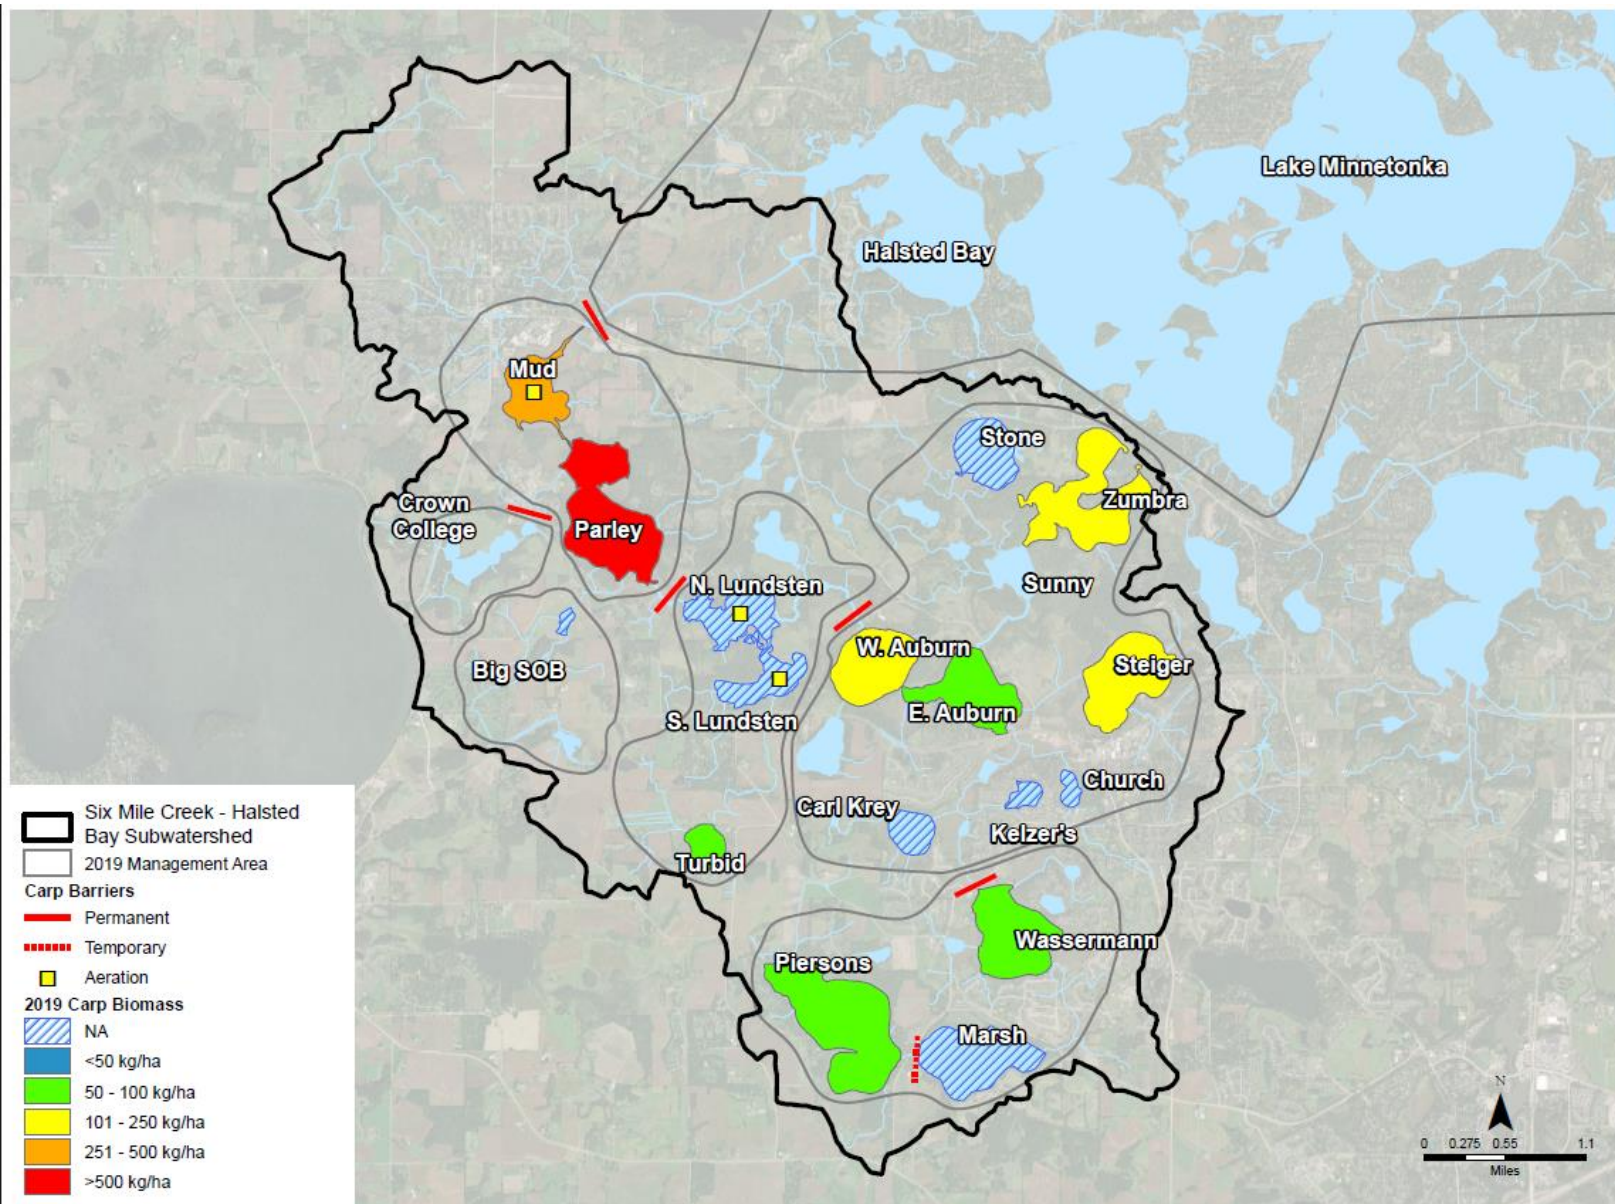 Lake Minnetonka
Halsted Bay
Mud
Stone
Zumbra
Crown
College
Parley
N. Lundsten
Sunny
W. Auburn
Steiger
Big SOB
E. Auburn
S. Lundsten
Church
Carl Krey
Kelzer's
Turbid
Wassermann
Piersons
Marsh
Six Mile Creek - Halsted
Bay Subwatershed
2019 Management Area
Carp Barriers
Permanent
Temporary
Aeration
2019 Carp Biomass
NA
<50 kg/ha
50 - 100 kg/ha
101 - 250 kg/ha
251 - 500 kg/ha
>500 kg/ha
N
0 0.275 0.55 1.1
Miles